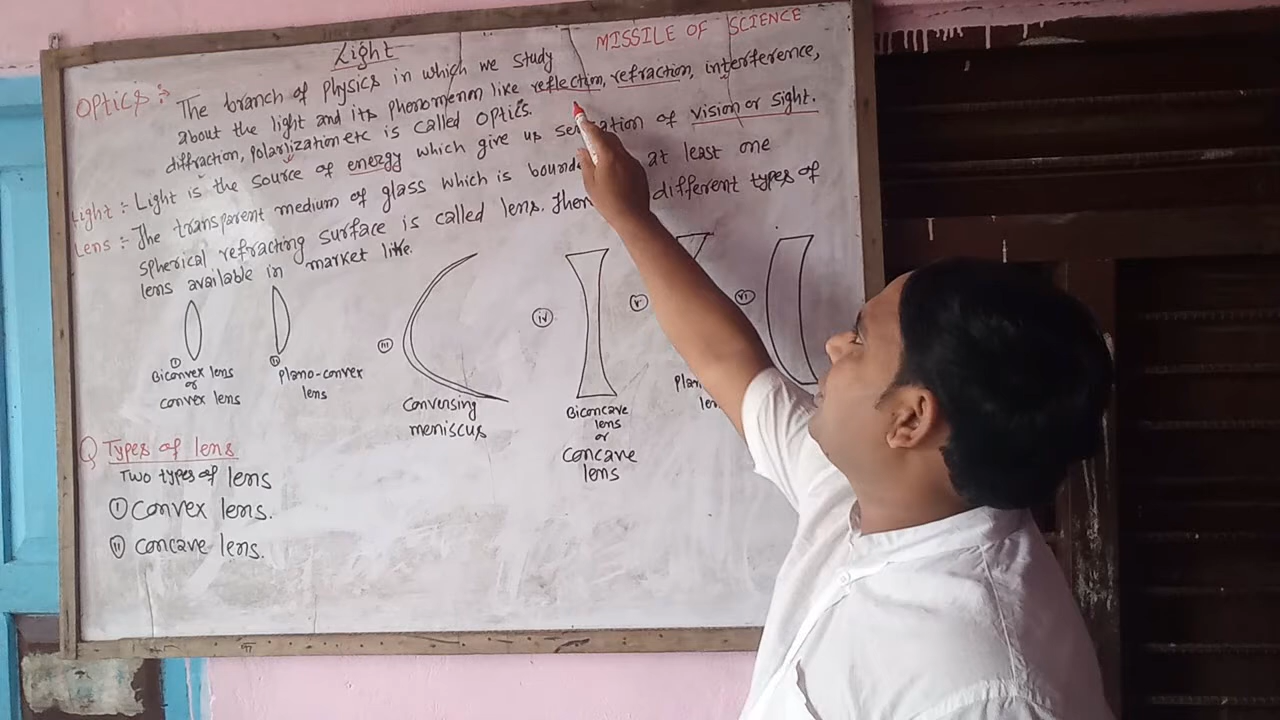 Light
MISSILE OF SCIENCE
Optics :- The branch of physics in which we study
about the light and its phenomenon like reflection, refraction, interference,
diffraction, polarization etc is called optics.
Light :- Light is the source of energy which give us sensation of vision or sight.
Lens :- The transparent medium of glass which is bounded at least one
spherical refracting surface is called lens. different types of
lens available in market like.
(i) (ii) (iii) (iv) (v) (vi)
Biconvex lens
or
convex lens
Plano-convex
lens
Conversing
meniscus
Biconcave
lens
or
Concave
lens
Q Types of lens
Two types of lens
(i) Convex lens.
(ii) Concave lens.